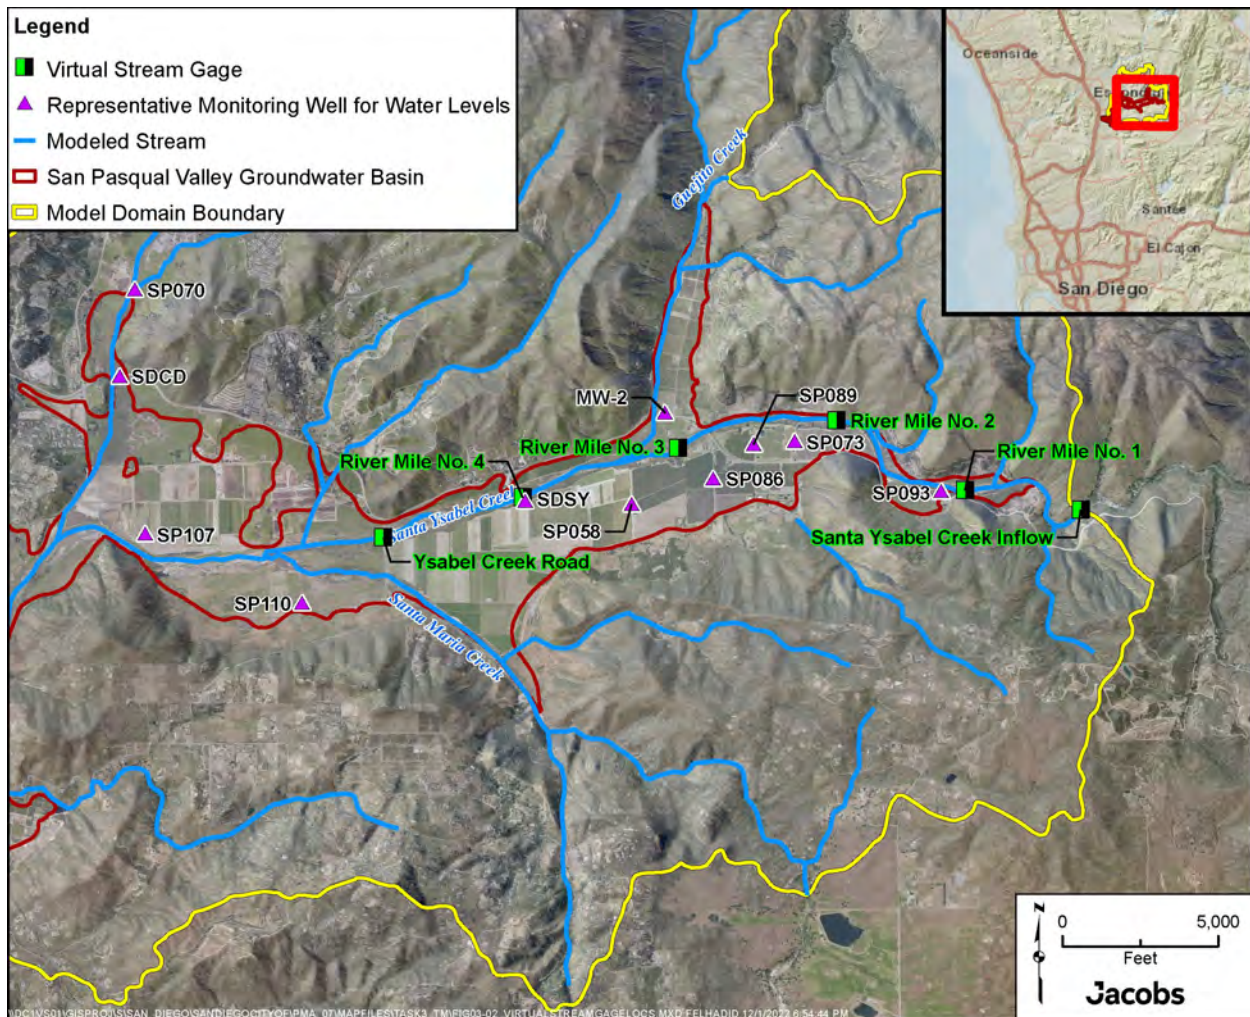 Legend
Virtual Stream Gage
Representative Monitoring Well for Water Levels
Modeled Stream
San Pasqual Valley Groundwater Basin
Model Domain Boundary
Oceanside
Santee
El Cajon
San Diego
Guejito Creek
SP070
SDCD
MW-2
SP089
River Mile No. 2
River Mile No. 3
SP073
River Mile No. 1
River Mile No. 4
SP086
SP093
SDSY
Santa Ysabel Creek
SP058
Santa Ysabel Creek Inflow
SP107
Ysabel Creek Road
SP110
Santa Maria Creek
N
0 5,000
Feet
Jacobs